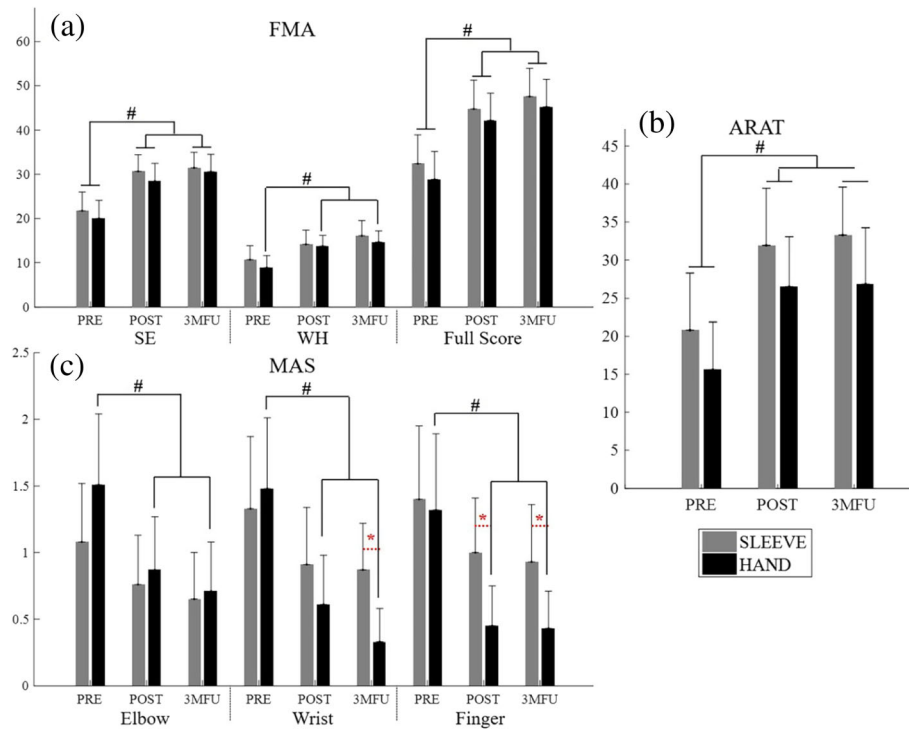 (a)
FMA
60
50
40
30
20
10
0
#
#
#
PRE POST 3MFU PRE POST 3MFU PRE POST 3MFU
SE WH Full Score
(b)
ARAT
45
40
35
30
25
20
15
10
5
0
#
PRE POST 3MFU
SLEEVE
HAND
(c)
MAS
2.5
2
1.5
1
0.5
0
#
#
#
*
*
*
PRE POST 3MFU PRE POST 3MFU PRE POST 3MFU
Elbow Wrist Finger